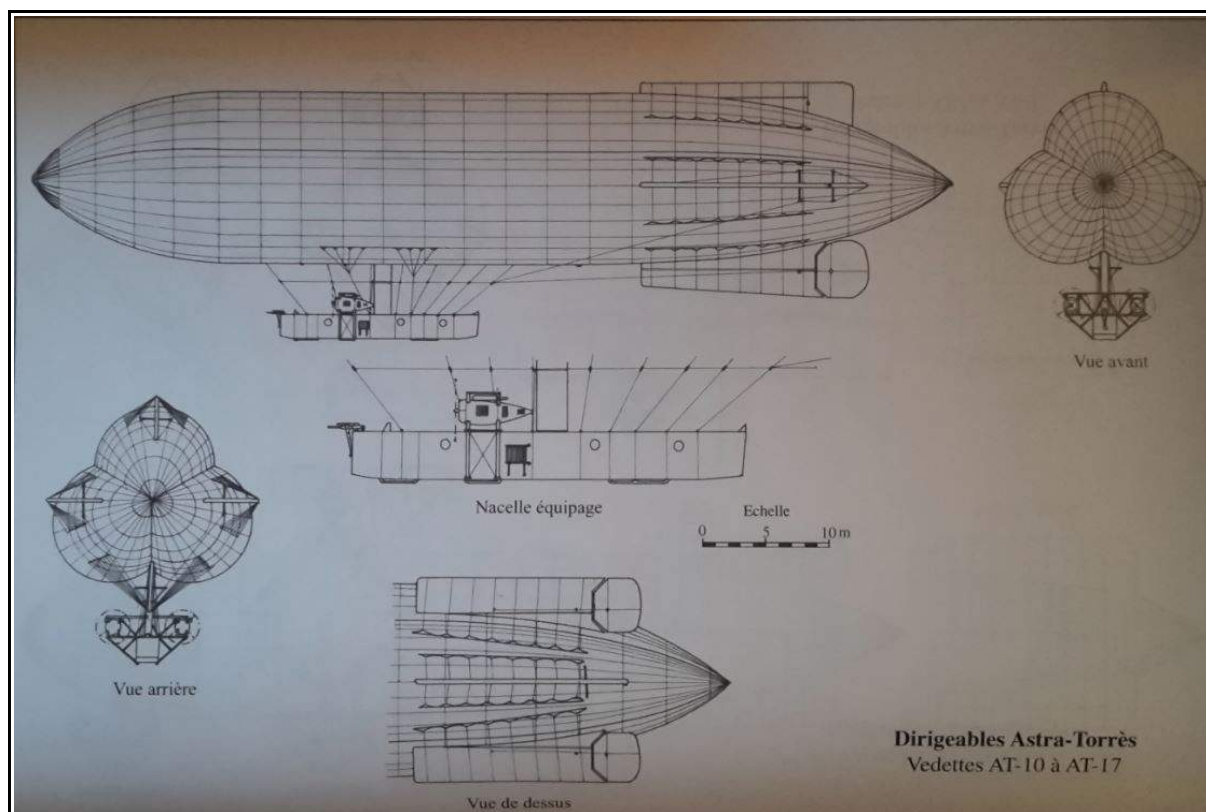 Vue avant
Nacelle équipage
Echelle
0 5 10 m
Vue arrière
Vue de dessus
Dirigeables Astra-Torrès
Vedettes AT-10 à AT-17